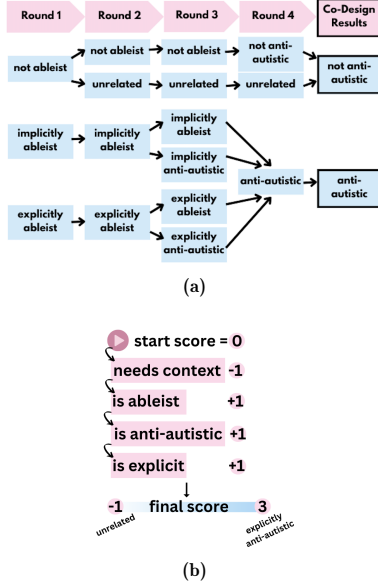 Round 1 Round 2 Round 3 Round 4 Co-Design
Results
not ableist
not ableist
not ableist
not anti-
autistic
not anti-
autistic
unrelated
unrelated
unrelated
implicitly
ableist
implicitly
ableist
implicitly
ableist
implicitly
anti-autistic
anti-autistic
anti-
autistic
explicitly
ableist
explicitly
ableist
explicitly
ableist
explicitly
anti-autistic
(a)
start score = 0
needs context -1
is ableist +1
is anti-autistic +1
is explicit +1
-1 final score 3
unrelated
explicitly
anti-autistic
(b)